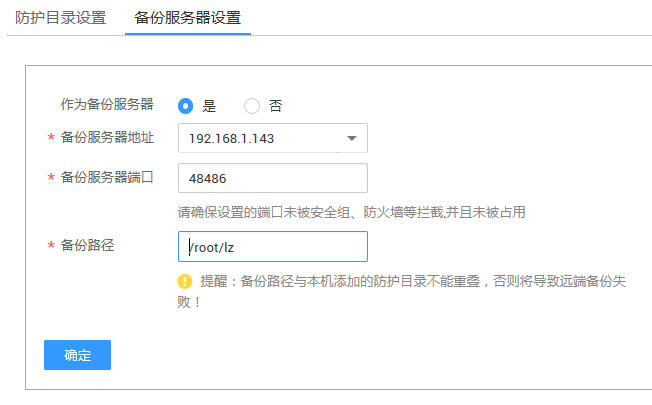 防护目录设置 备份服务器设置
作为备份服务器 是 否
* 备份服务器地址 192.168.1.143
* 备份服务器端口 48486
请确保设置的端口未被安全组、防火墙等拦截,并且未被占用
* 备份路径 /root/lz
提醒：备份路径与本机添加的防护目录不能重叠，否则将导致远端备份失
败！
确定